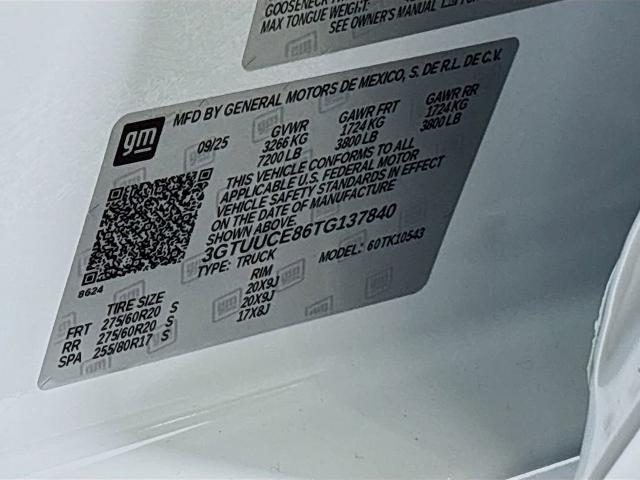 GOOSENECK
MAX TONGUE WEIGHT:
SEE OWNER'S MANUAL
MFD BY GENERAL MOTORS DE MEXICO, S. DE R.L. DE C.V.
gm
09/25 GVWR GAWR FRT GAWR RR
3266 KG 1724 KG 1724 KG
7200 LB 3800 LB 3800 LB
THIS VEHICLE CONFORMS TO ALL
APPLICABLE U.S. FEDERAL MOTOR
VEHICLE SAFETY STANDARDS IN EFFECT
ON THE DATE OF MANUFACTURE
SHOWN ABOVE.
3GTUUCE86TG137840
TYPE: TRUCK MODEL: 60TK10543
8624
TIRE SIZE RIM
FRT 275/60R20 S 20X9J
RR 275/60R20 S 20X9J
SPA 255/80R17 S 17X8J